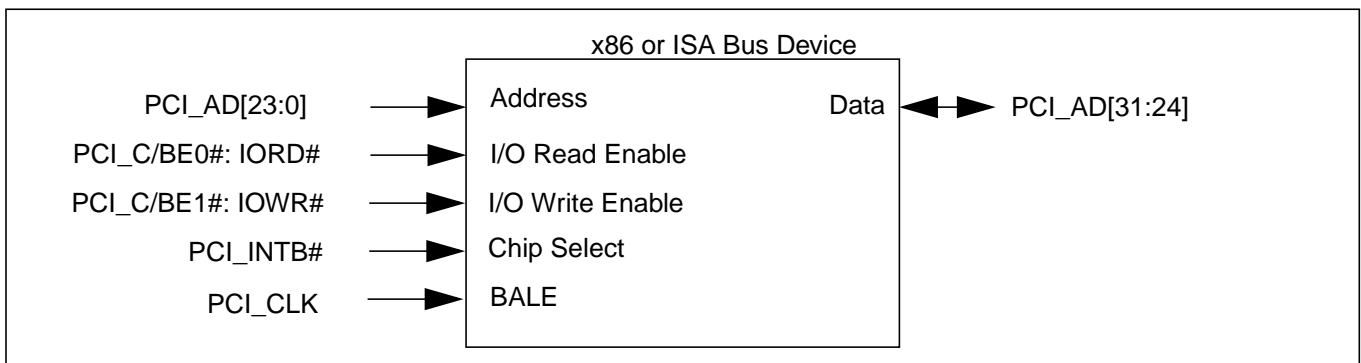 x86 or ISA Bus Device
PCI_AD[23:0] Address Data PCI_AD[31:24]
PCI_C/BE0#: IORD# I/O Read Enable
PCI_C/BE1#: IOWR# I/O Write Enable
PCI_INTB# Chip Select
PCI_CLK BALE